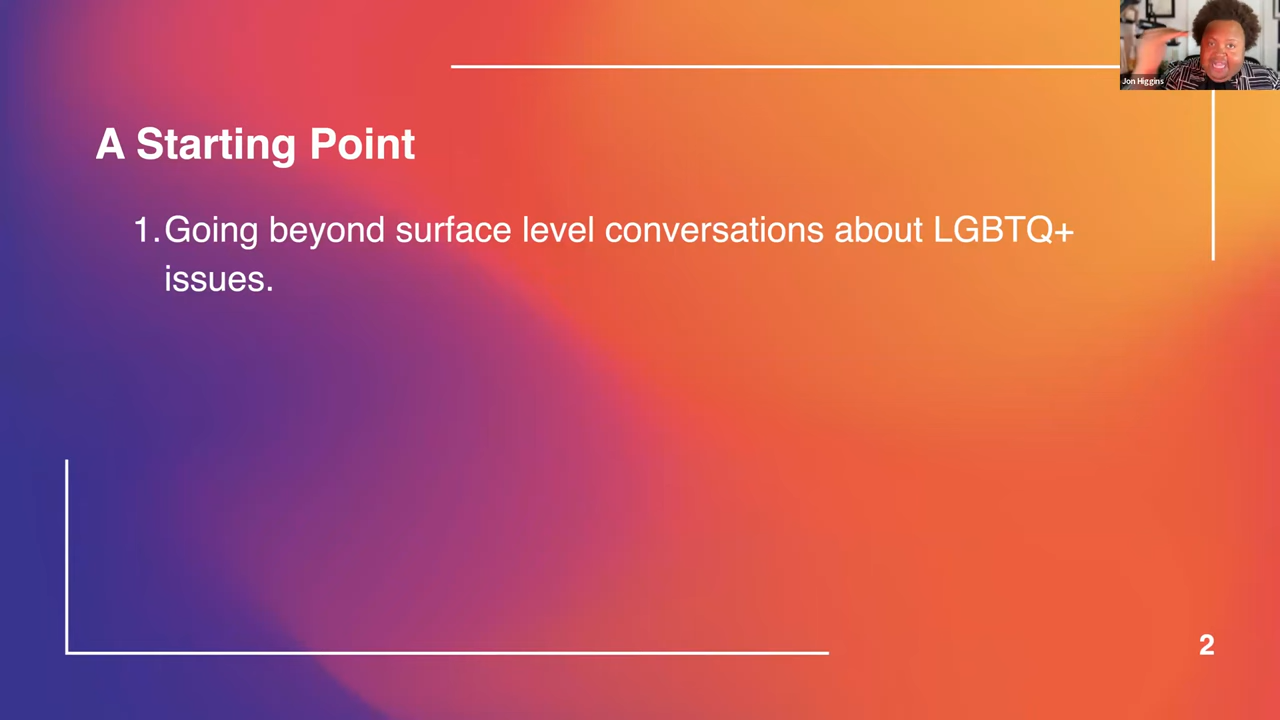 Jon Higgins
A Starting Point
1. Going beyond surface level conversations about LGBTQ+
issues.
2